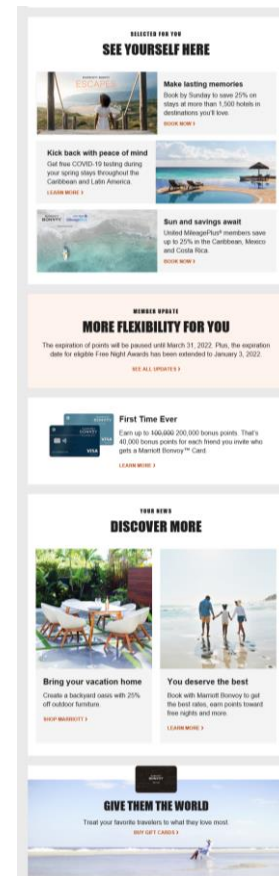 SELECTED FOR YOU
SEE YOURSELF HERE
ESCAPES
Make lasting memories
Book by Sunday to save 25% on
stays at more than 1,500 hotels in
destinations you'll love.
BOOK NOW >
Kick back with peace of mind
Get free COVID-19 testing during
your spring stays throughout the
Caribbean and Latin America.
LEARN MORE >
Sun and savings await
United MileagePlus® members save
up to 25% in the Caribbean, Mexico
and Costa Rica.
BOOK NOW >
MEMBER UPDATE
MORE FLEXIBILITY FOR YOU
The expiration of points will be paused until March 31, 2022. Plus, the expiration
date for eligible Free Night Awards has been extended to January 3, 2022.
SEE ALL UPDATES >
VISA
VISA
First Time Ever
Earn up to 100,000 200,000 bonus points. That's
40,000 bonus points for each friend you invite who
gets a Marriott Bonvoy™ Card.
LEARN MORE >
YOUR NEWS
DISCOVER MORE
Bring your vacation home
Create a backyard oasis with 25%
off outdoor furniture.
SHOP MARRIOTT >
You deserve the best
Book with Marriott Bonvoy to get
the best rates, earn points toward
free nights and more.
LEARN MORE >
GIVE THEM THE WORLD
Treat your favorite travelers to what they love most.
BUY GIFT CARDS >